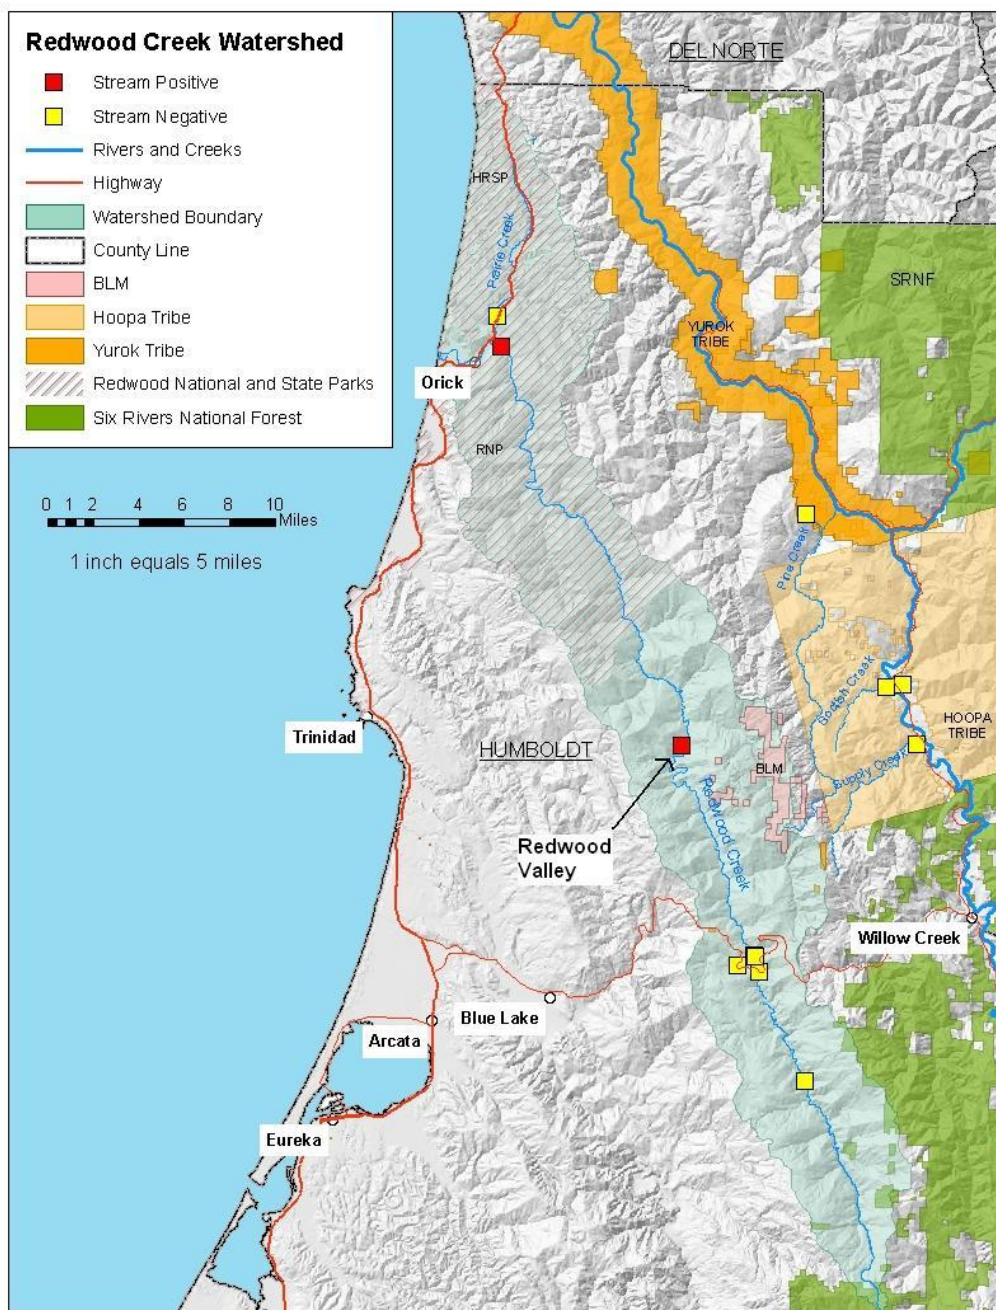 Redwood Creek Watershed
Stream Positive
Stream Negative
Rivers and Creeks
Highway
Watershed Boundary
County Line
BLM
Hoopa Tribe
Yurok Tribe
Redwood National and State Parks
Six Rivers National Forest
0 1 2 4 6 8 10
Miles
1 inch equals 5 miles
DEL NORTE
HRSP
Prairie Creek
SRNF
YUROK
TRIBE
Orick
RNP
Pine Creek
Socish Creek
HOOPA
TRIBE
Trinidad
HUMBOLDT
Supply Creek
BLM
Redwood Creek
Redwood
Valley
Willow Creek
Blue Lake
Arcata
Eureka